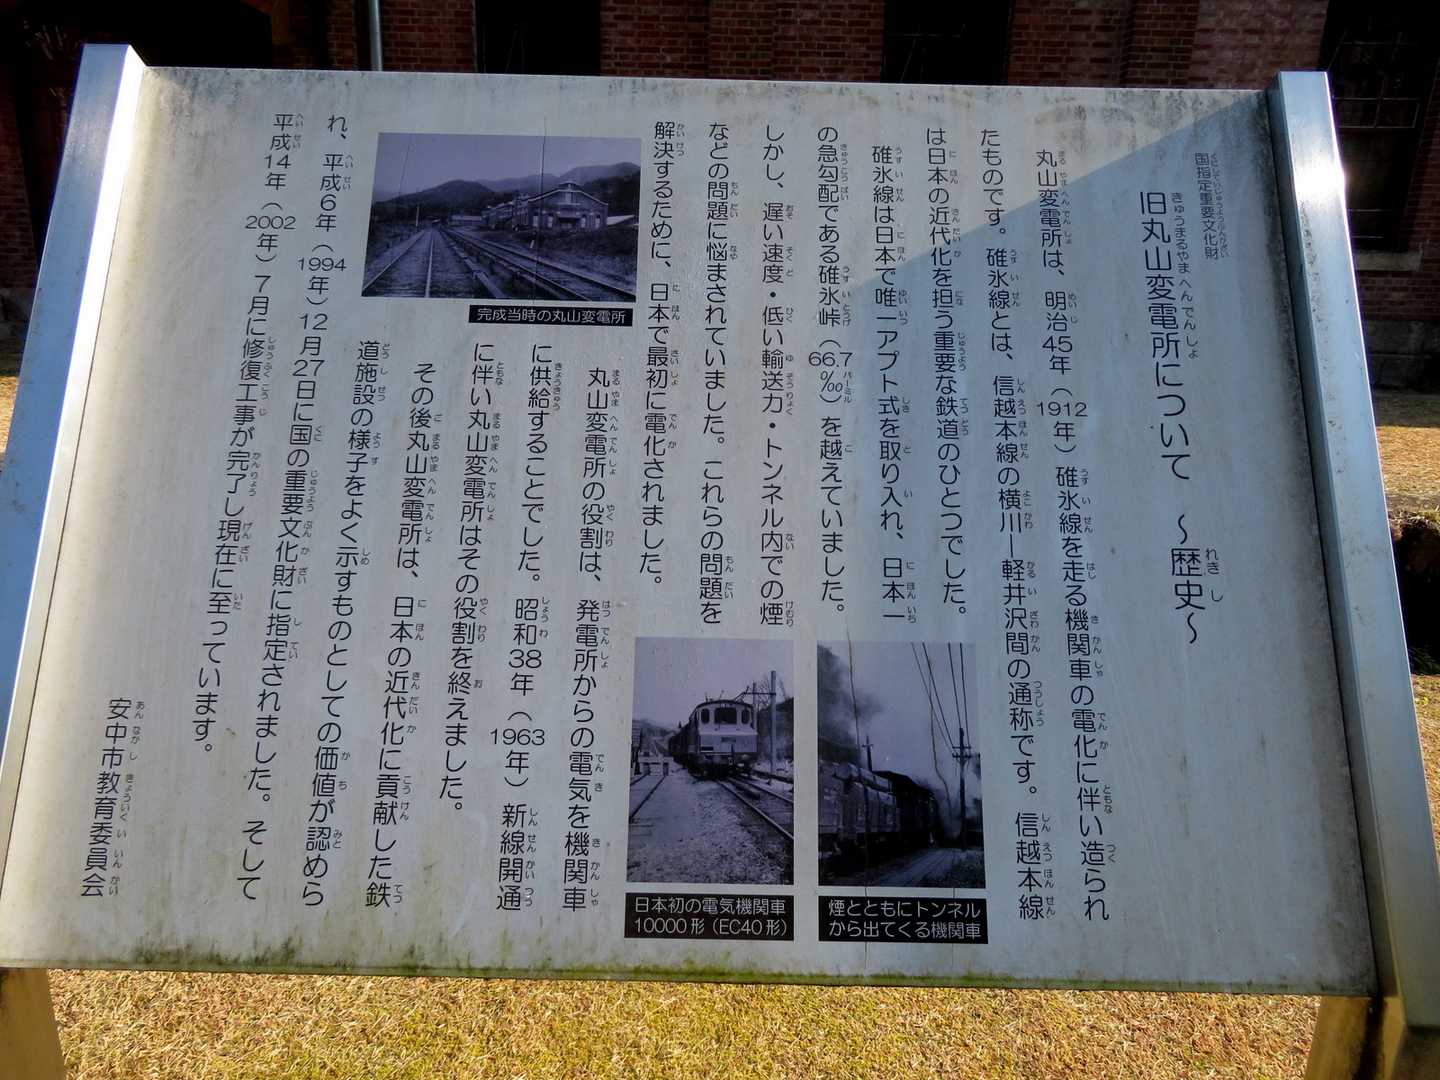 国指定重要文化財
旧丸山変電所について　～歴史～
丸山変電所は、明治45年（1912年）碓氷線を走る機関車の電化に伴い造られ
たものです。碓氷線とは、信越本線の横川―軽井沢間の通称です。信越本線
は日本の近代化を担う重要な鉄道のひとつでした。
碓氷線は日本で唯一アプト式を取り入れ、日本一
の急勾配である碓氷峠（66.7‰）を越えていました。
しかし、遅い速度・低い輸送力・トンネル内での煙
などの問題に悩まされていました。これらの問題を
解決するために、日本で最初に電化されました。
丸山変電所の役割は、発電所からの電気を機関車
に供給することでした。昭和38年（1963年）新線開通
に伴い丸山変電所はその役割を終えました。
その後丸山変電所は、日本の近代化に貢献した鉄
道施設の様子をよく示すものとしての価値が認めら
れ、平成6年（1994年）12月27日に国の重要文化財に指定されました。そして
平成14年（2002年）7月に修復工事が完了し現在に至っています。
安中市教育委員会
完成当時の丸山変電所
煙とともにトンネル
から出てくる機関車
日本初の電気機関車
10000形（EC40形）